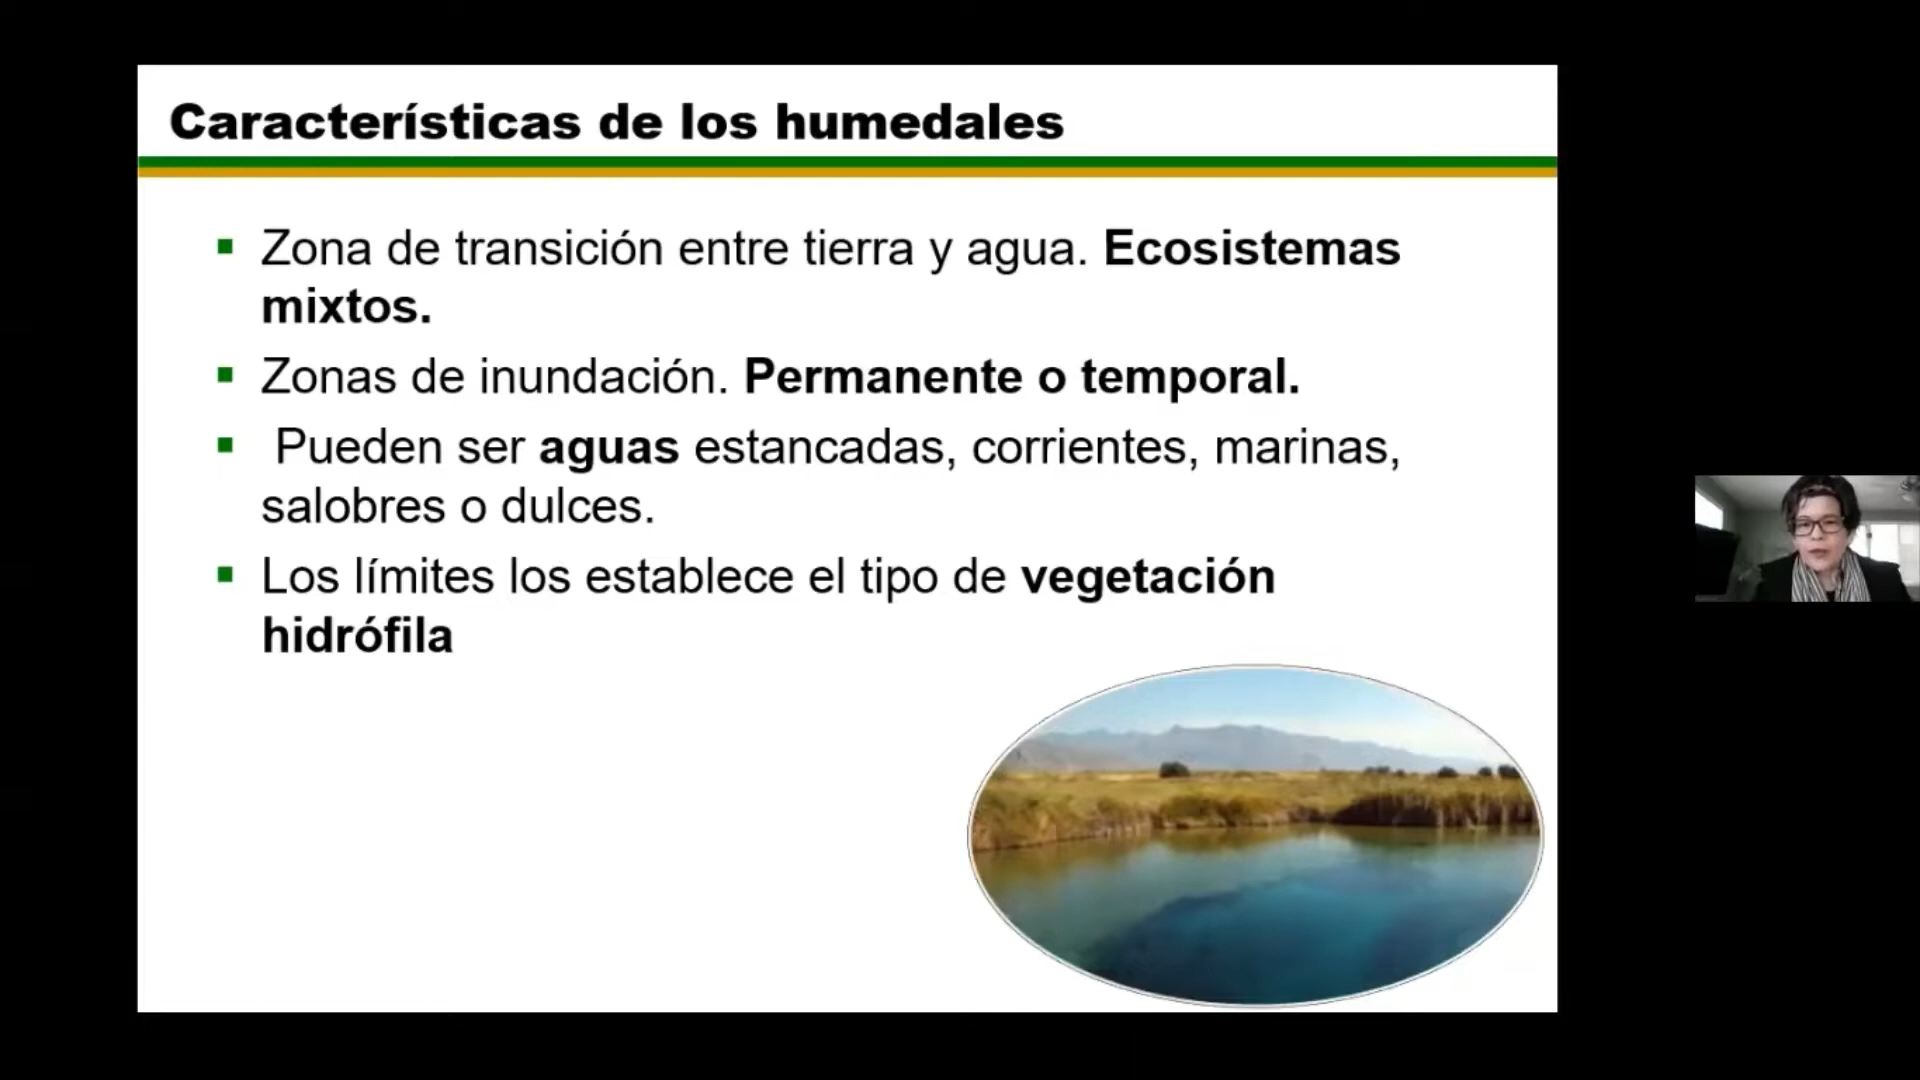 Características de los humedales
Zona de transición entre tierra y agua. Ecosistemas
mixtos.
Zonas de inundación. Permanente o temporal.
Pueden ser aguas estancadas, corrientes, marinas,
salobres o dulces.
Los límites los establece el tipo de vegetación
hidrófila